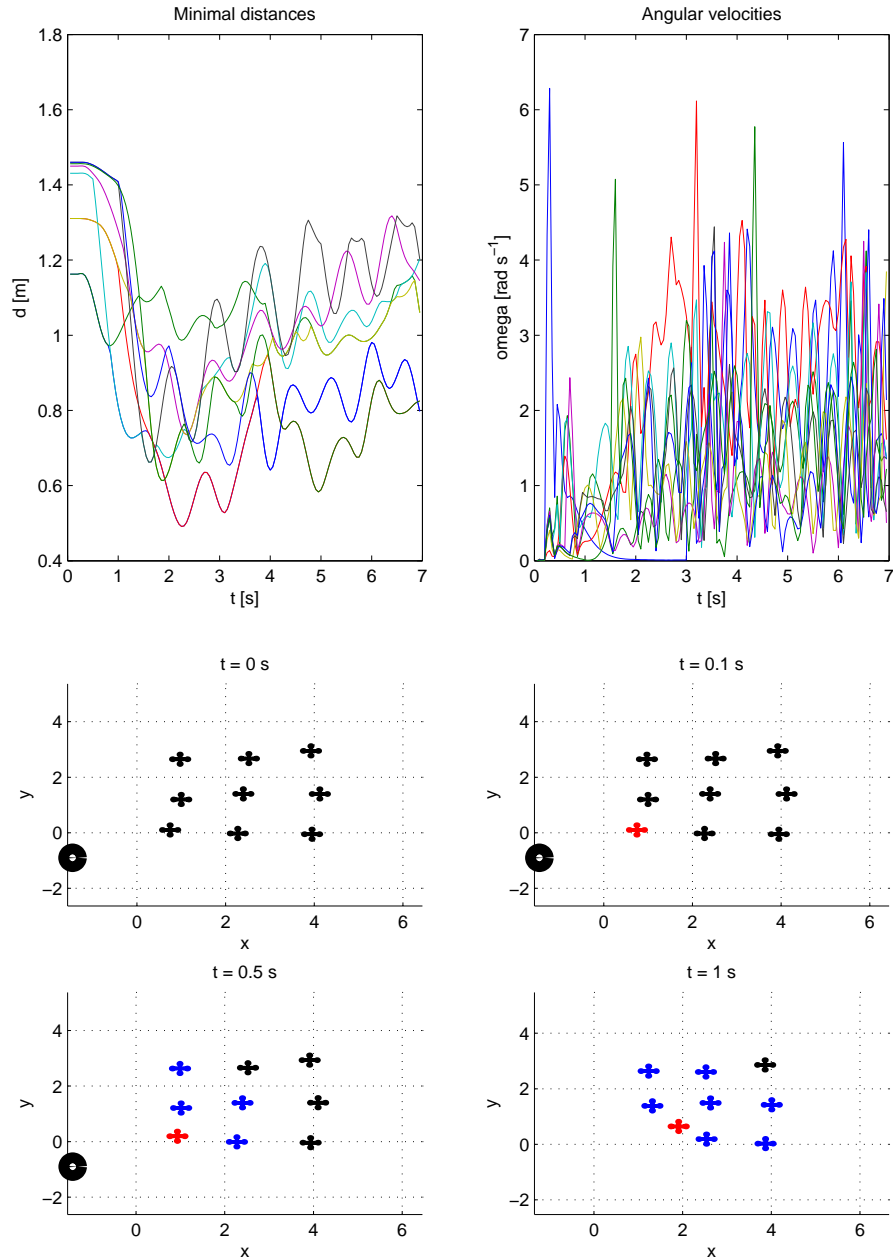 Minimal distances
1.8
1.6
1.4
1.2
1
0.8
0.6
0.4
d [m]
0 1 2 3 4 5 6 7
t [s]
Angular velocities
7
6
5
4
3
2
1
0
omega [rad s⁻¹]
0 1 2 3 4 5 6 7
t [s]
t = 0 s
4
2
0
−2
y
0 2 4 6
x
t = 0.1 s
4
2
0
−2
y
0 2 4 6
x
t = 0.5 s
4
2
0
−2
y
0 2 4 6
x
t = 1 s
4
2
0
−2
y
0 2 4 6
x